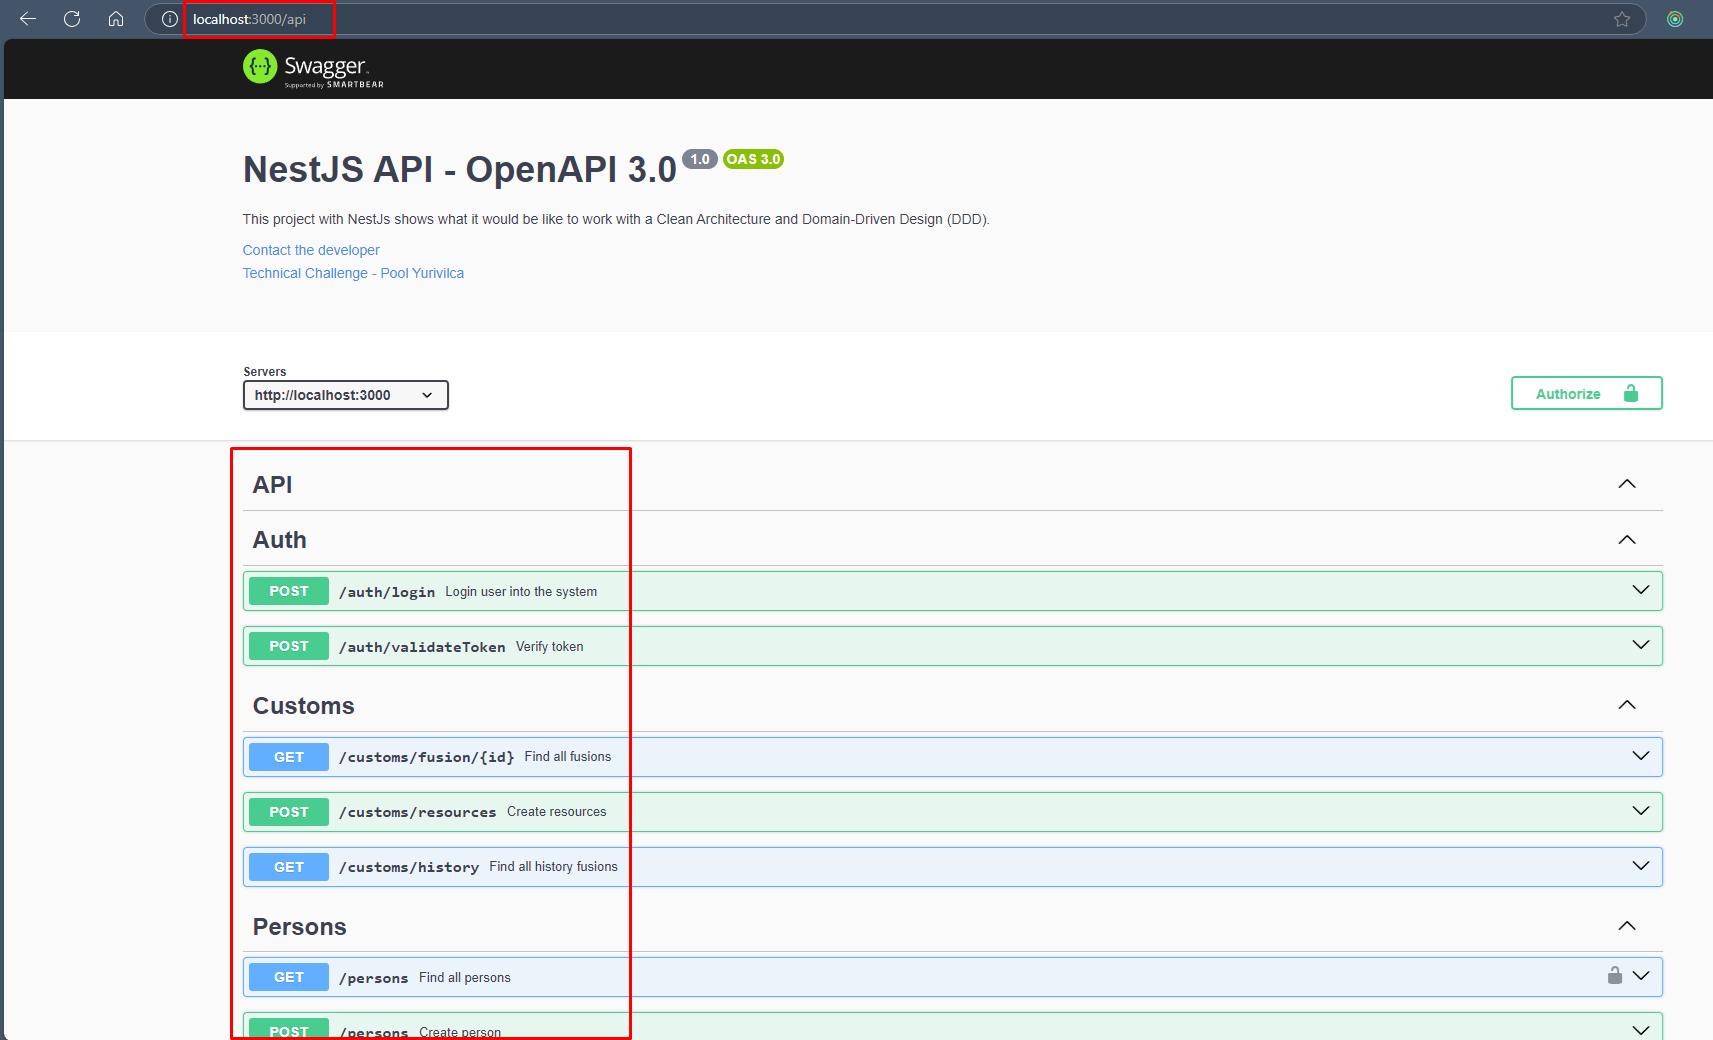 localhost:3000/api
Swagger
Supported by SMARTBEAR
NestJS API - OpenAPI 3.0 1.0 OAS 3.0
This project with NestJs shows what it would be like to work with a Clean Architecture and Domain-Driven Design (DDD).
Contact the developer
Technical Challenge - Pool Yurivilca
Servers
http://localhost:3000
Authorize
API
Auth
POST /auth/login Login user into the system
POST /auth/validateToken Verify token
Customs
GET /customs/fusion/{id} Find all fusions
POST /customs/resources Create resources
GET /customs/history Find all history fusions
Persons
GET /persons Find all persons
POST /persons Create person